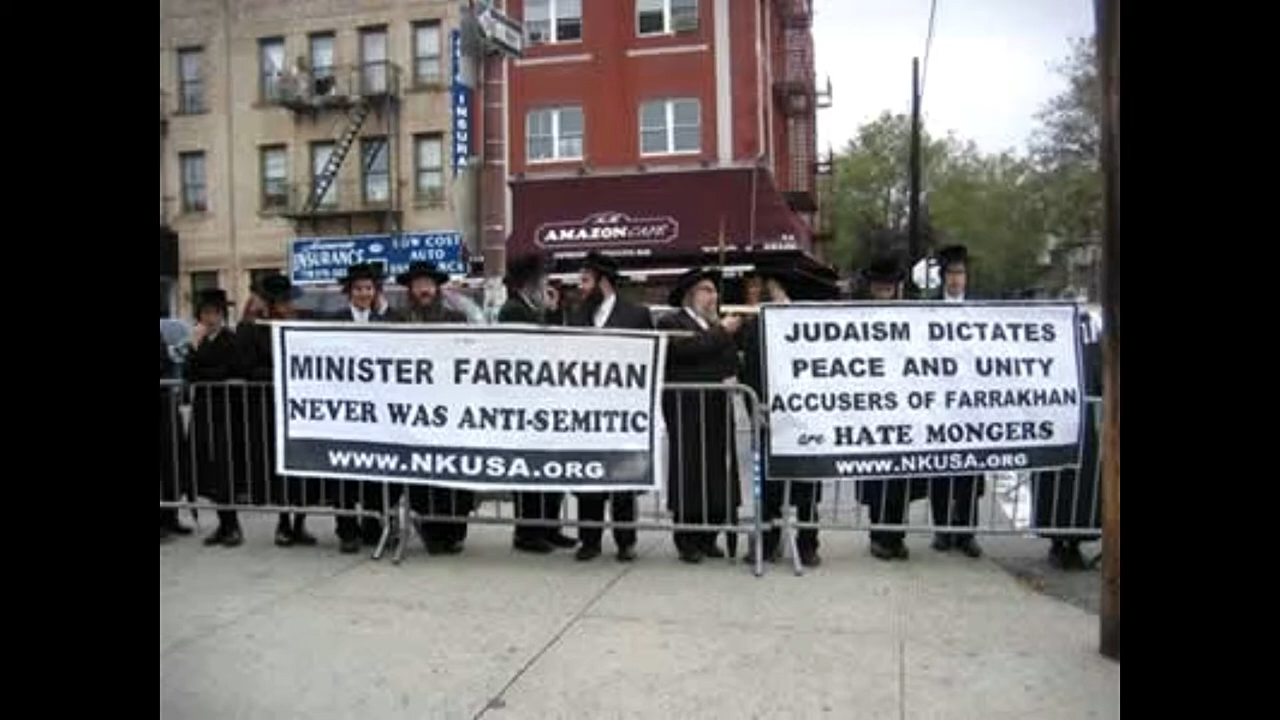 INSURANCE
LOW COST
AUTO
INSURA
AMAZON CAFE
MINISTER FARRAKHAN
NEVER WAS ANTI-SEMITIC
WWW.NKUSA.ORG
JUDAISM DICTATES
PEACE AND UNITY
ACCUSERS OF FARRAKHAN
are HATE MONGERS
WWW.NKUSA.ORG